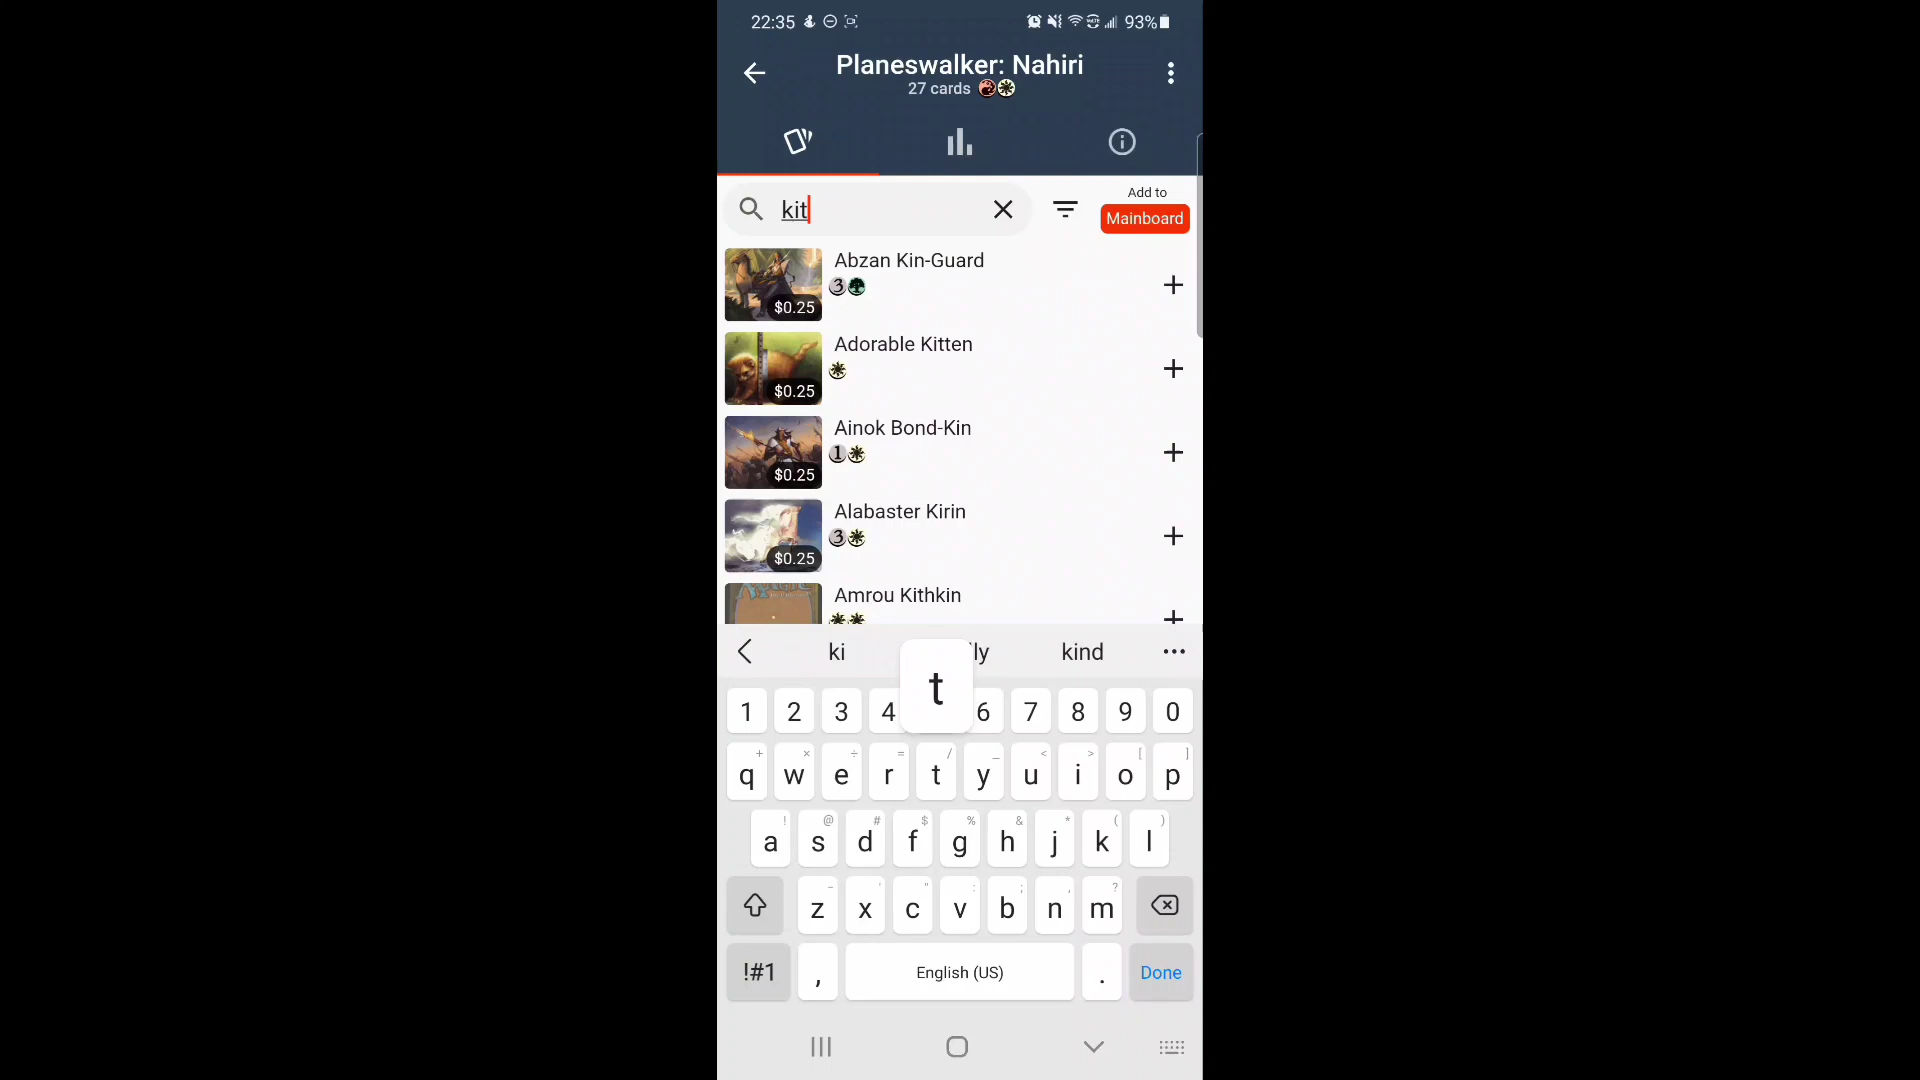 22:35 93%
Planeswalker: Nahiri
27 cards
kit
Add to
Mainboard
Abzan Kin-Guard
3
$0.25
Adorable Kitten
$0.25
Ainok Bond-Kin
1
$0.25
Alabaster Kirin
3
$0.25
Amrou Kithkin
ki lly kind
t
1 2 3 4 6 7 8 9 0
+ × ÷ = / _ < > [ ]
q w e r t y u i o p
! @ # $ % & * ( )
a s d f g h j k l
- ' " : ; , ?
z x c v b n m
!#1 , English (US) . Done